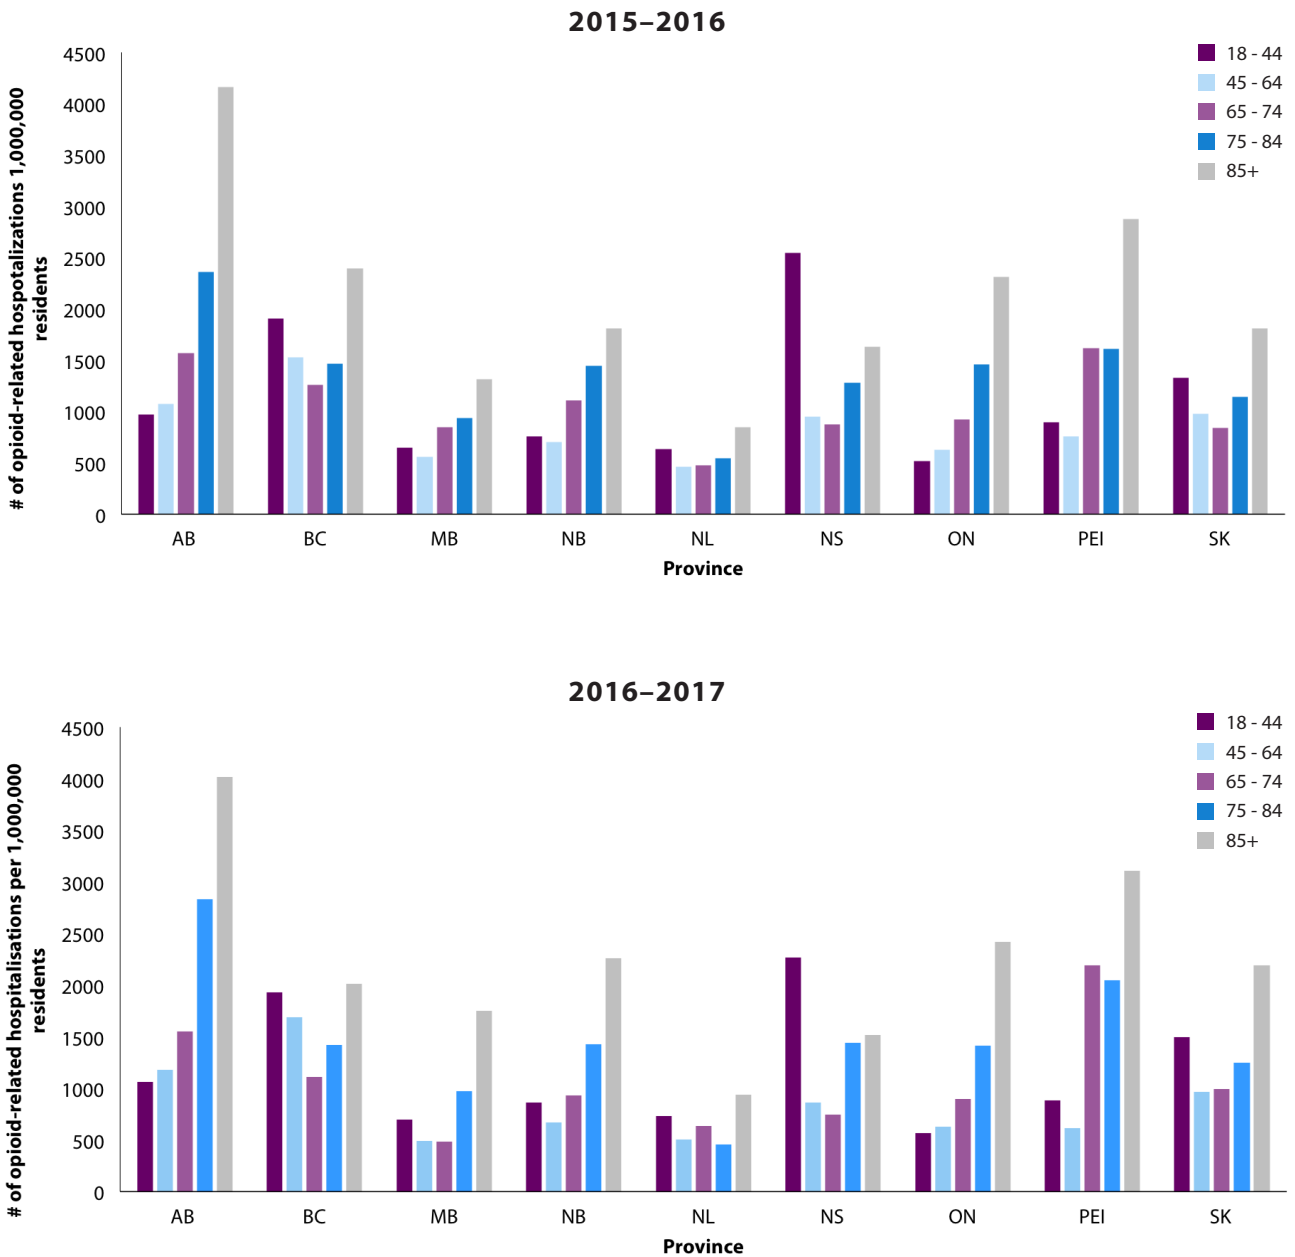 2015–2016
# of opioid-related hospotalizations 1,000,000
residents
4500
4000
3500
3000
2500
2000
1500
1000
500
0
18 - 44
45 - 64
65 - 74
75 - 84
85+
AB BC MB NB NL NS ON PEI SK
Province
2016–2017
# of opioid-related hospitalisations per 1,000,000
residents
4500
4000
3500
3000
2500
2000
1500
1000
500
0
18 - 44
45 - 64
65 - 74
75 - 84
85+
AB BC MB NB NL NS ON PEI SK
Province